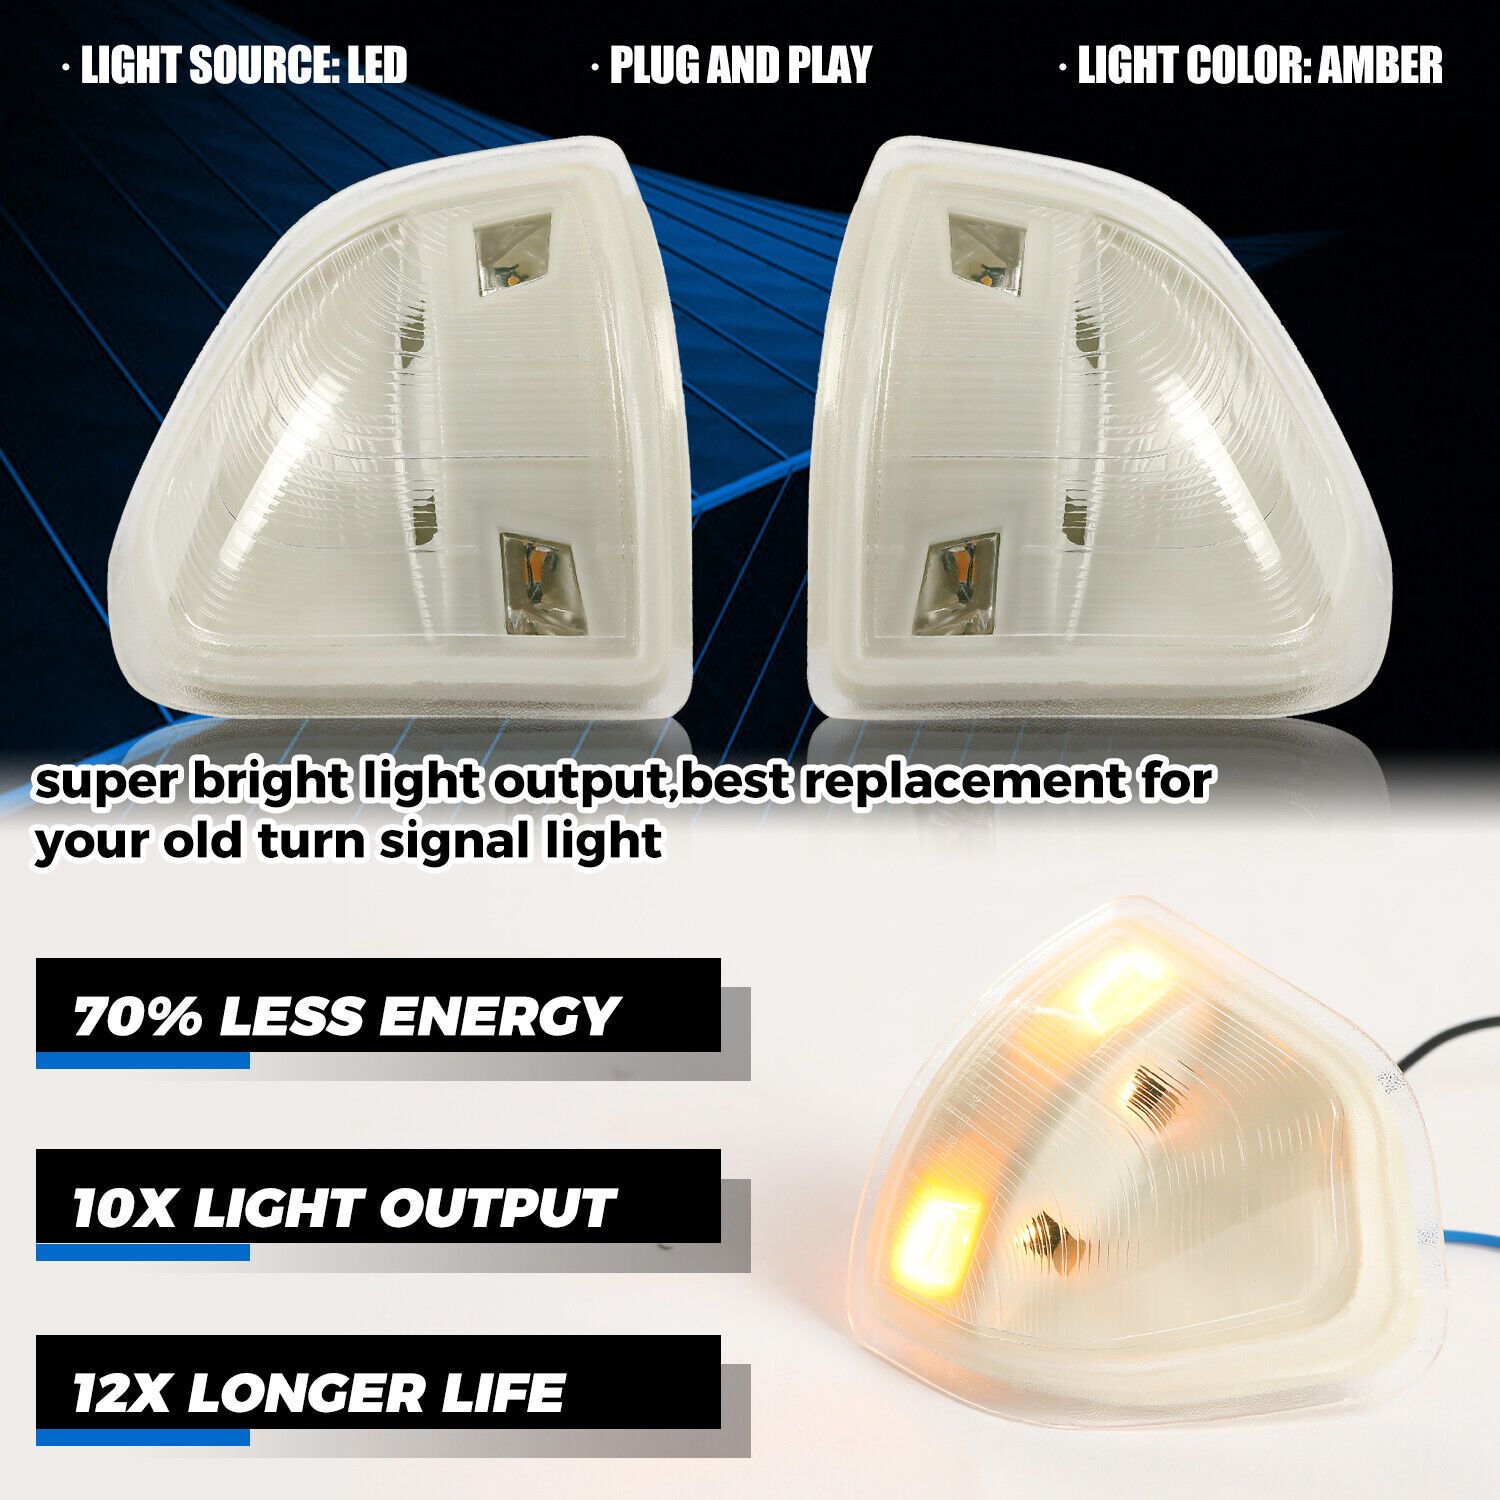 · LIGHT SOURCE: LED
· PLUG AND PLAY
· LIGHT COLOR: AMBER
super bright light output,best replacement for
your old turn signal light
70% LESS ENERGY
10X LIGHT OUTPUT
12X LONGER LIFE